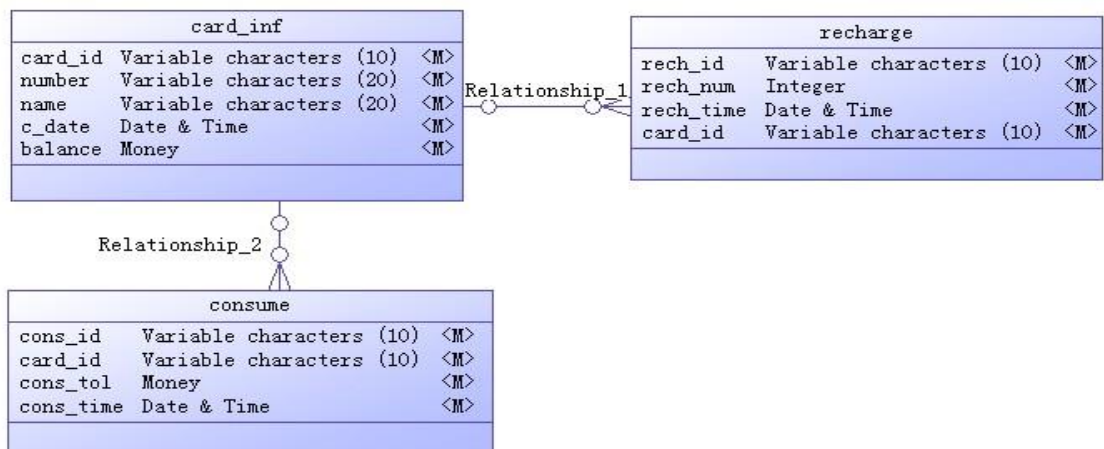 card_inf
card_id Variable characters (10) <M>
number Variable characters (20) <M>
name Variable characters (20) <M>
c_date Date & Time <M>
balance Money <M>
Relationship_1
recharge
rech_id Variable characters (10) <M>
rech_num Integer <M>
rech_time Date & Time <M>
card_id Variable characters (10) <M>
Relationship_2
consume
cons_id Variable characters (10) <M>
card_id Variable characters (10) <M>
cons_tol Money <M>
cons_time Date & Time <M>